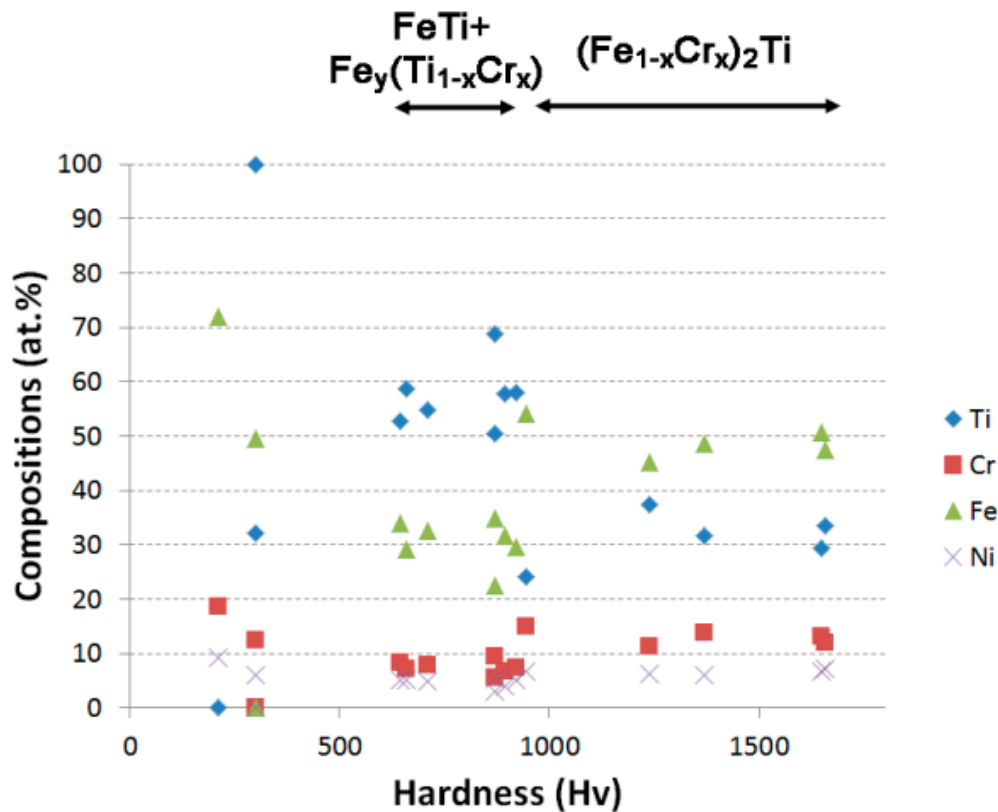 FeTi+
Fey(Ti1-xCrx)
(Fe1-xCrx)2Ti
100
90
80
70
60
50
40
30
20
10
0
Compositions (at.%)
0
500
1000
1500
Hardness (Hv)
Ti
Cr
Fe
Ni